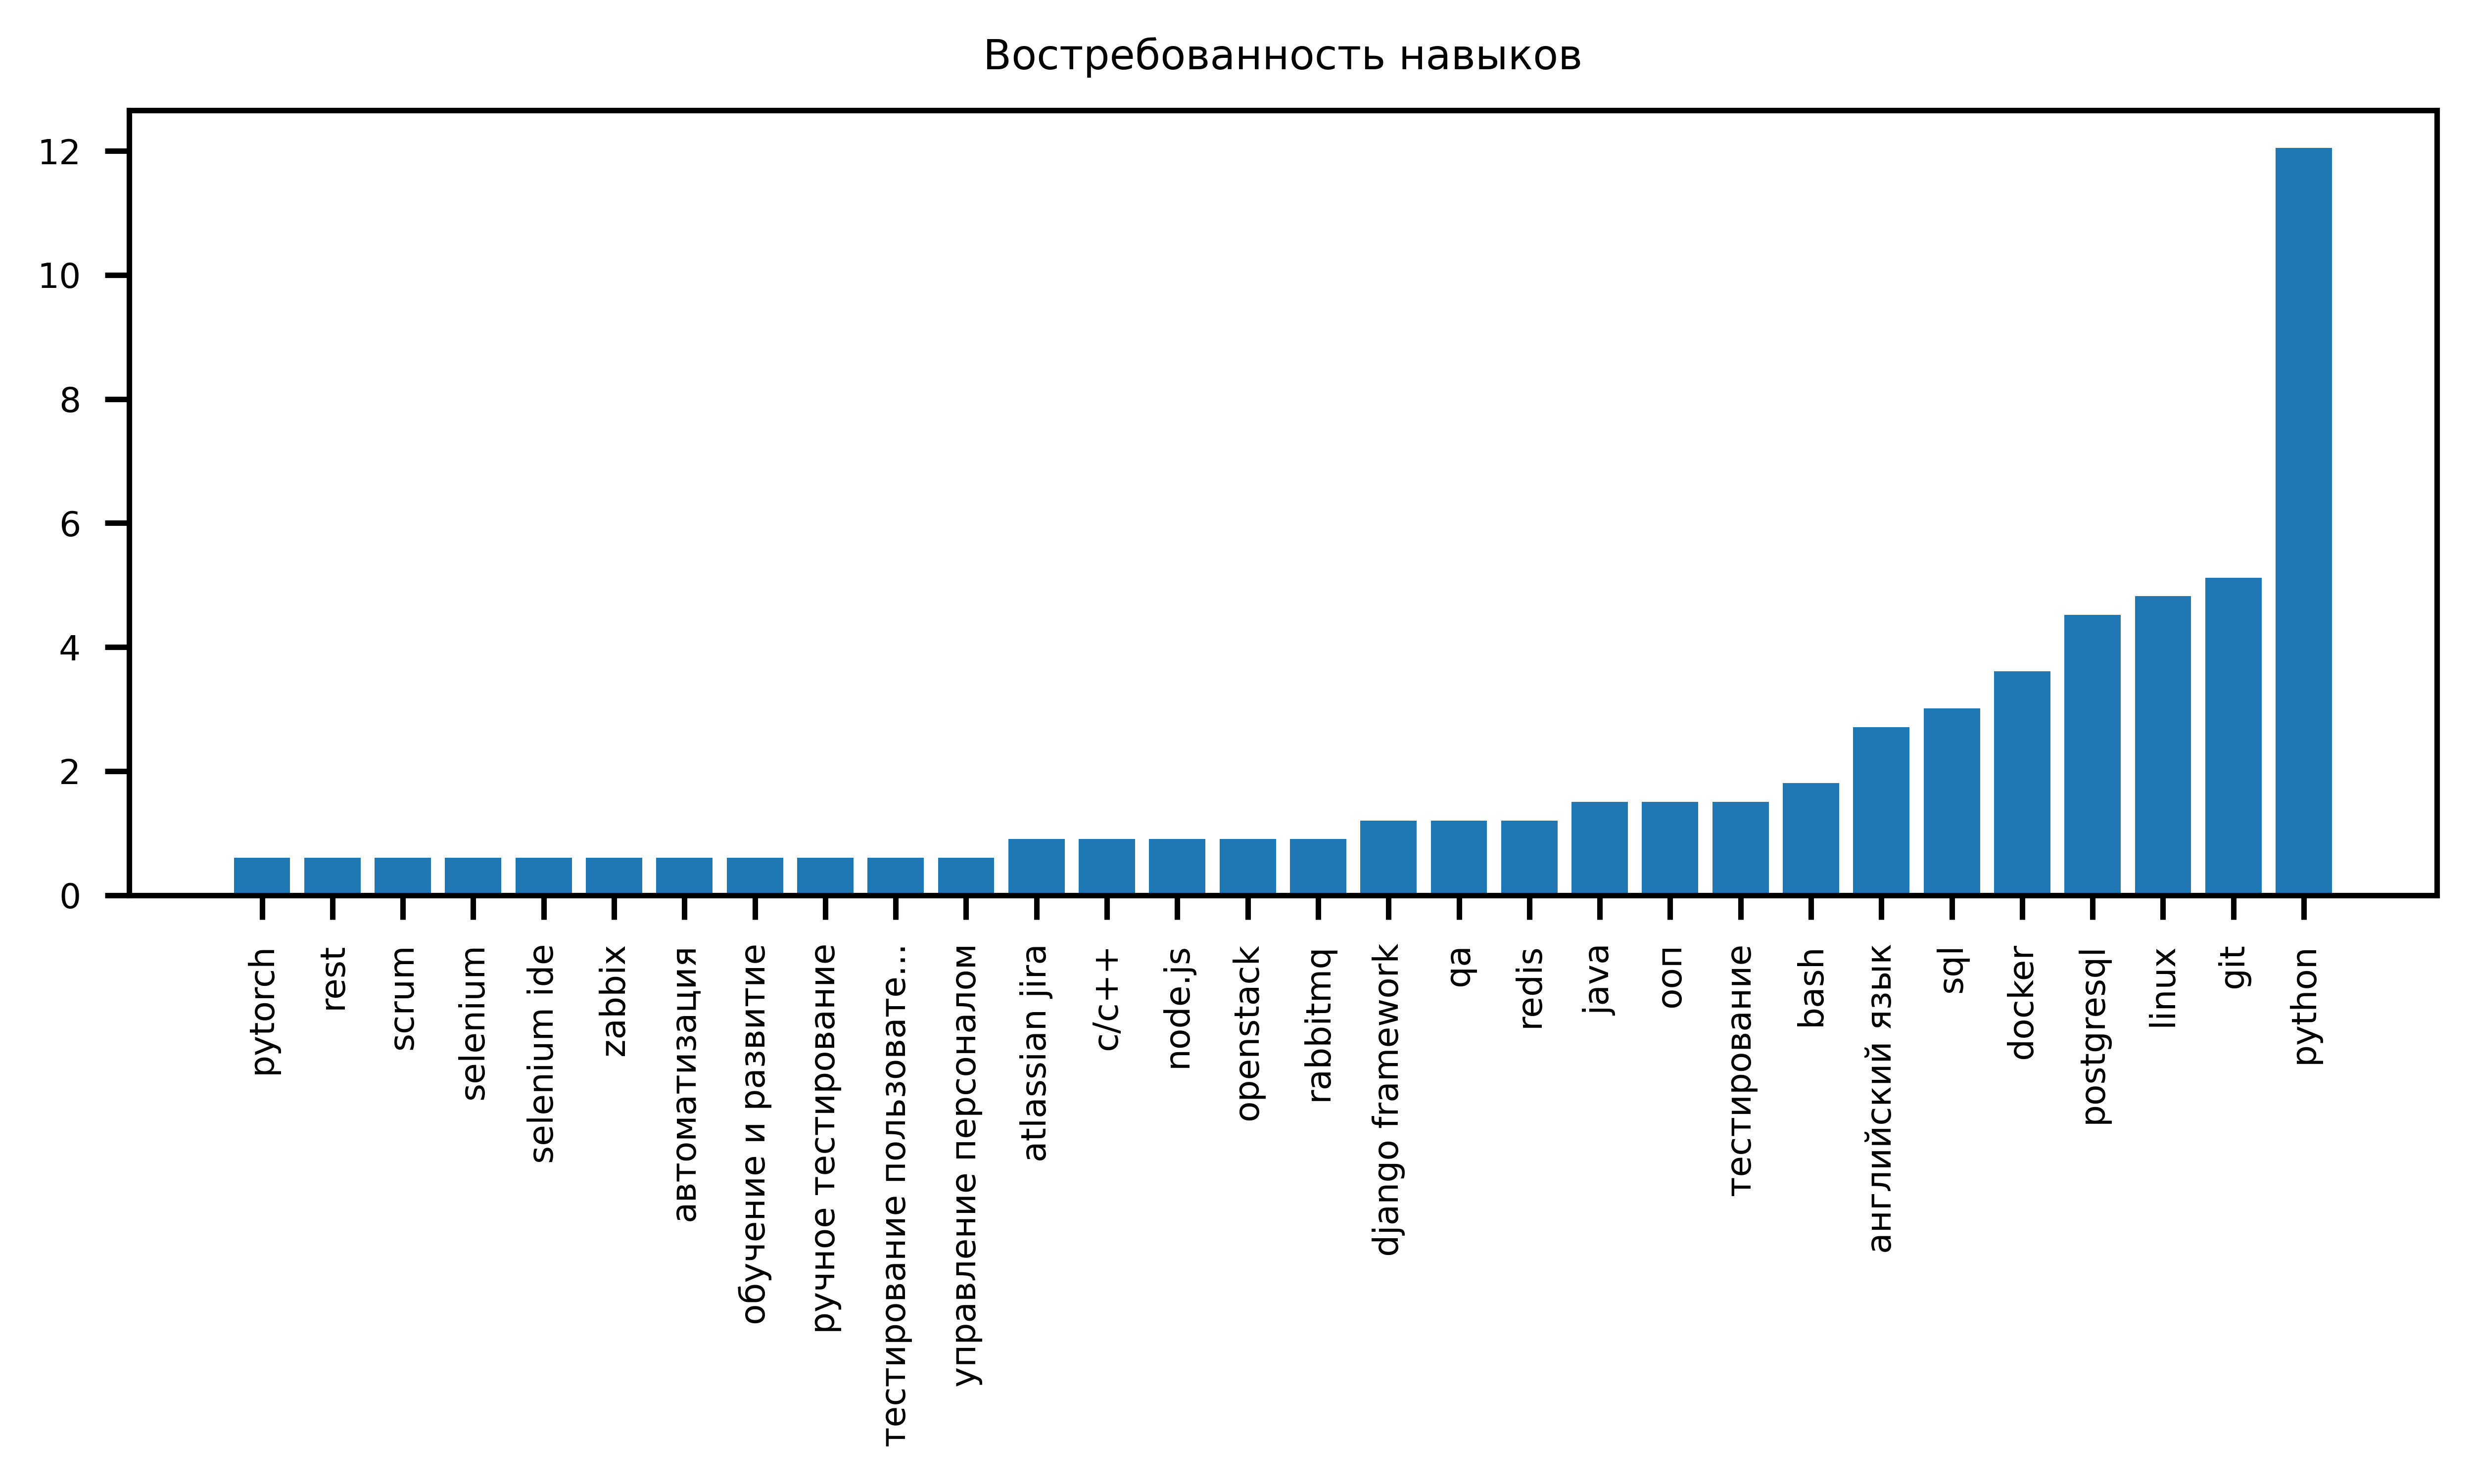 Востребованность навыков
12
10
8
6
4
2
0
pytorch
rest
scrum
selenium
selenium ide
zabbix
автоматизация
обучение и развитие
ручное тестирование
тестирование пользовате...
управление персоналом
atlassian jira
c/c++
node.js
openstack
rabbitmq
django framework
qa
redis
java
ооп
тестирование
bash
английский язык
sql
docker
postgresql
linux
git
python